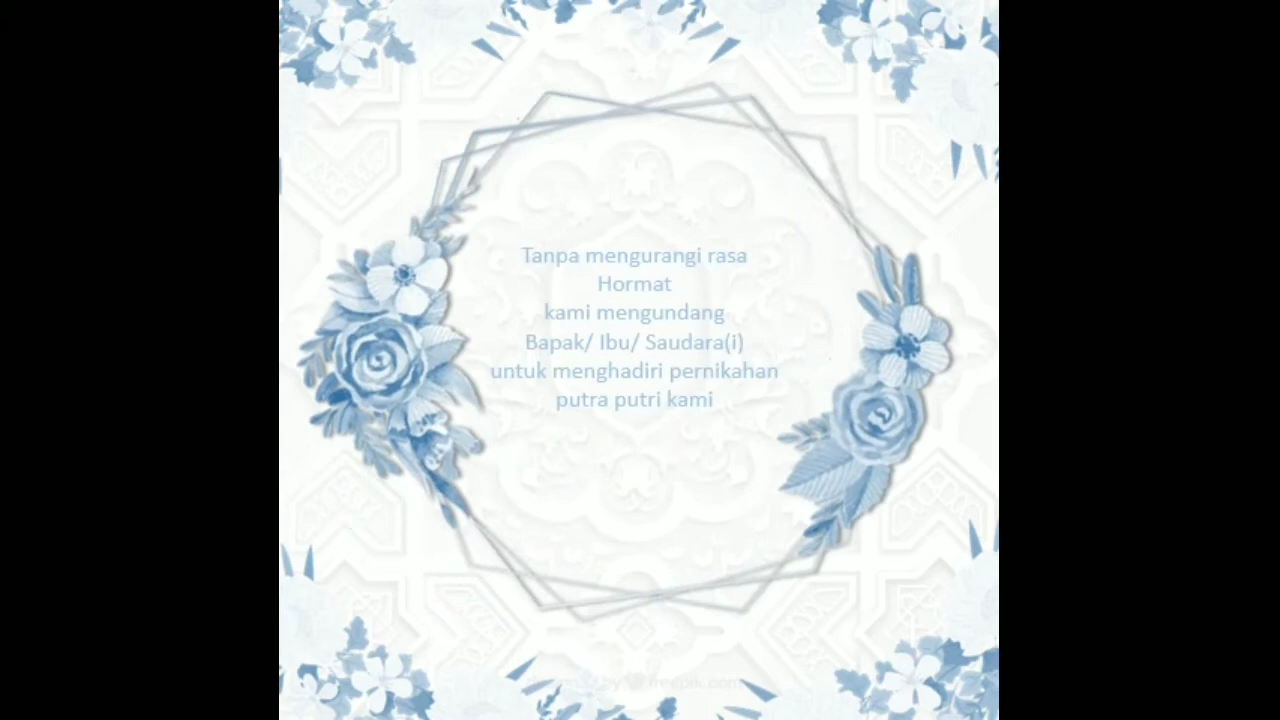 Tanpa mengurangi rasa
Hormat
kami mengundang
Bapak/ Ibu/ Saudara(i)
untuk menghadiri pernikahan
putra putri kami